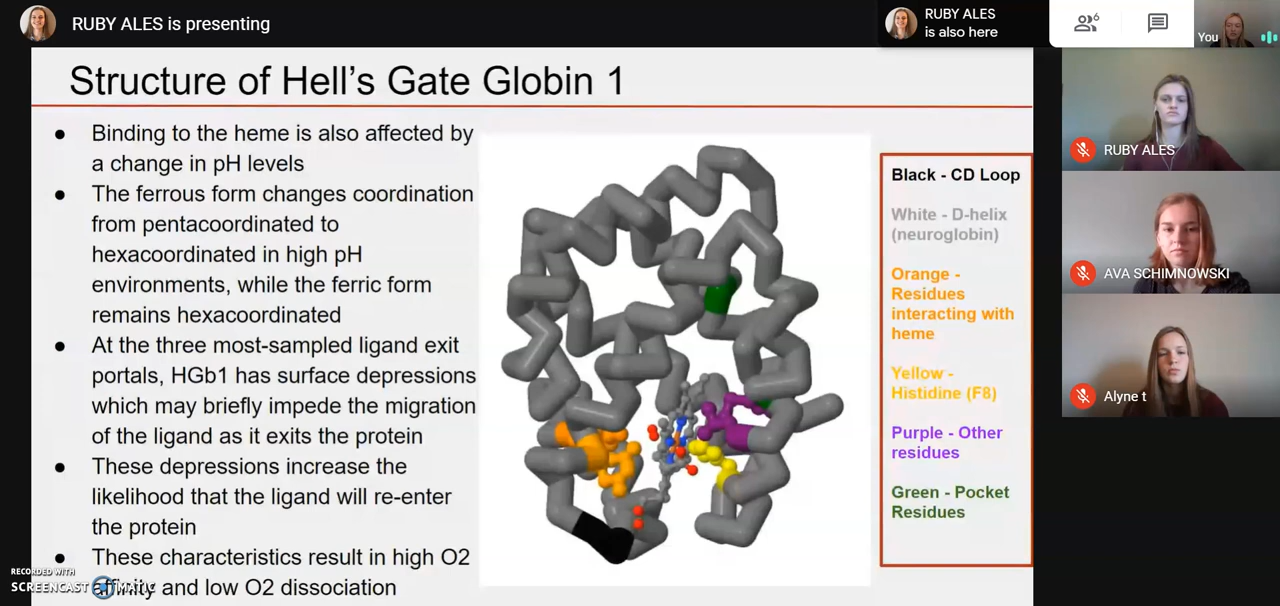 RUBY ALES is presenting
RUBY ALES
is also here
6
You
Structure of Hell's Gate Globin 1
● Binding to the heme is also affected by
a change in pH levels
● The ferrous form changes coordination
from pentacoordinated to
hexacoordinated in high pH
environments, while the ferric form
remains hexacoordinated
● At the three most-sampled ligand exit
portals, HGb1 has surface depressions
which may briefly impede the migration
of the ligand as it exits the protein
● These depressions increase the
likelihood that the ligand will re-enter
the protein
● These characteristics result in high O2
affinity and low O2 dissociation
Black - CD Loop
White - D-helix
(neuroglobin)
Orange -
Residues
interacting with
heme
Yellow -
Histidine (F8)
Purple - Other
residues
Green - Pocket
Residues
RUBY ALES
AVA SCHIMNOWSKI
Alyne t
RECORDED WITH
SCREENCAST MATIC